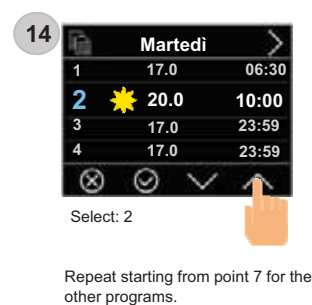 14
Martedì
1 17.0 06:30
2 20.0 10:00
3 17.0 23:59
4 17.0 23:59
Select: 2
Repeat starting from point 7 for the
other programs.